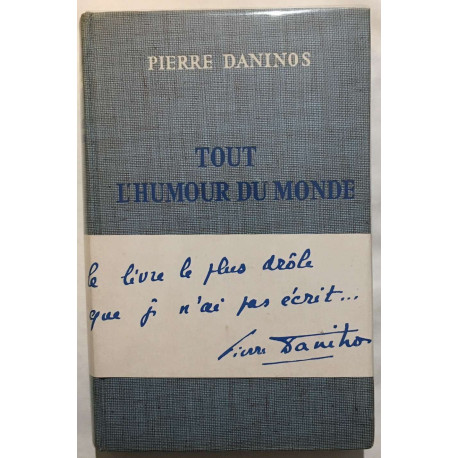 PIERRE DANINOS
TOUT
L'HUMOUR DU MONDE
le livre le plus drôle
que je n'ai pas écrit...
Pierre Daninos